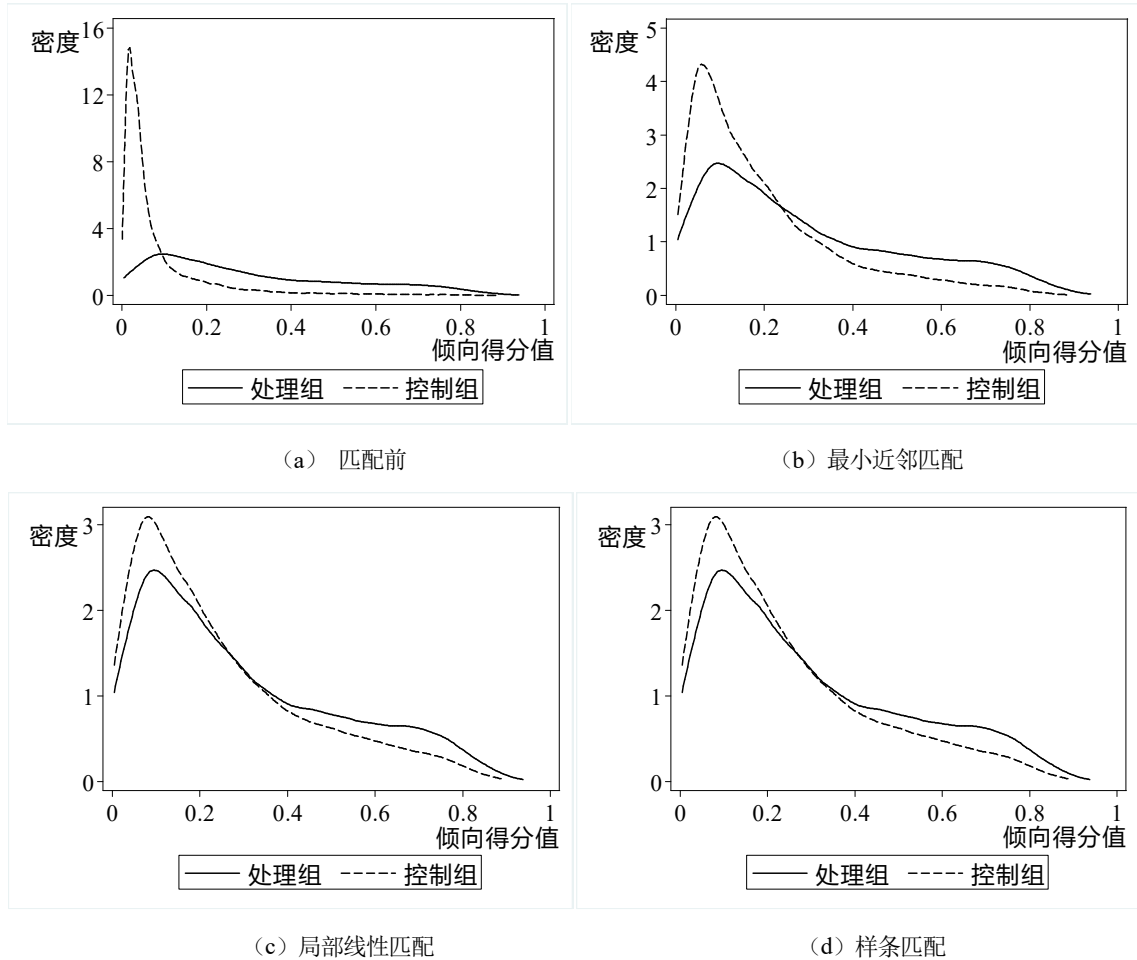 密度
16
12
8
4
0
0 0.2 0.4 0.6 0.8 1
倾向得分值
处理组 控制组
（a） 匹配前
密度
5
4
3
2
1
0
0 0.2 0.4 0.6 0.8 1
倾向得分值
处理组 控制组
（b）最小近邻匹配
密度
3
2
1
0
0 0.2 0.4 0.6 0.8 1
倾向得分值
处理组 控制组
（c）局部线性匹配
密度
3
2
1
0
0 0.2 0.4 0.6 0.8 1
倾向得分值
处理组 控制组
（d）样条匹配